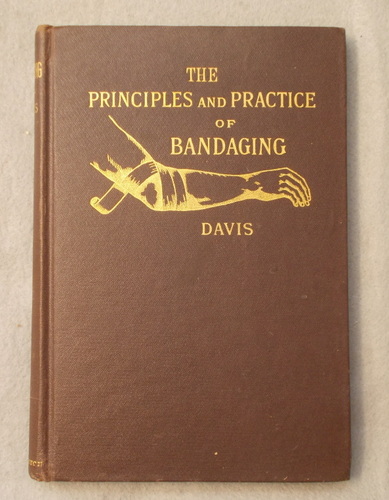 THE
PRINCIPLES AND PRACTICE
OF
BANDAGING
DAVIS